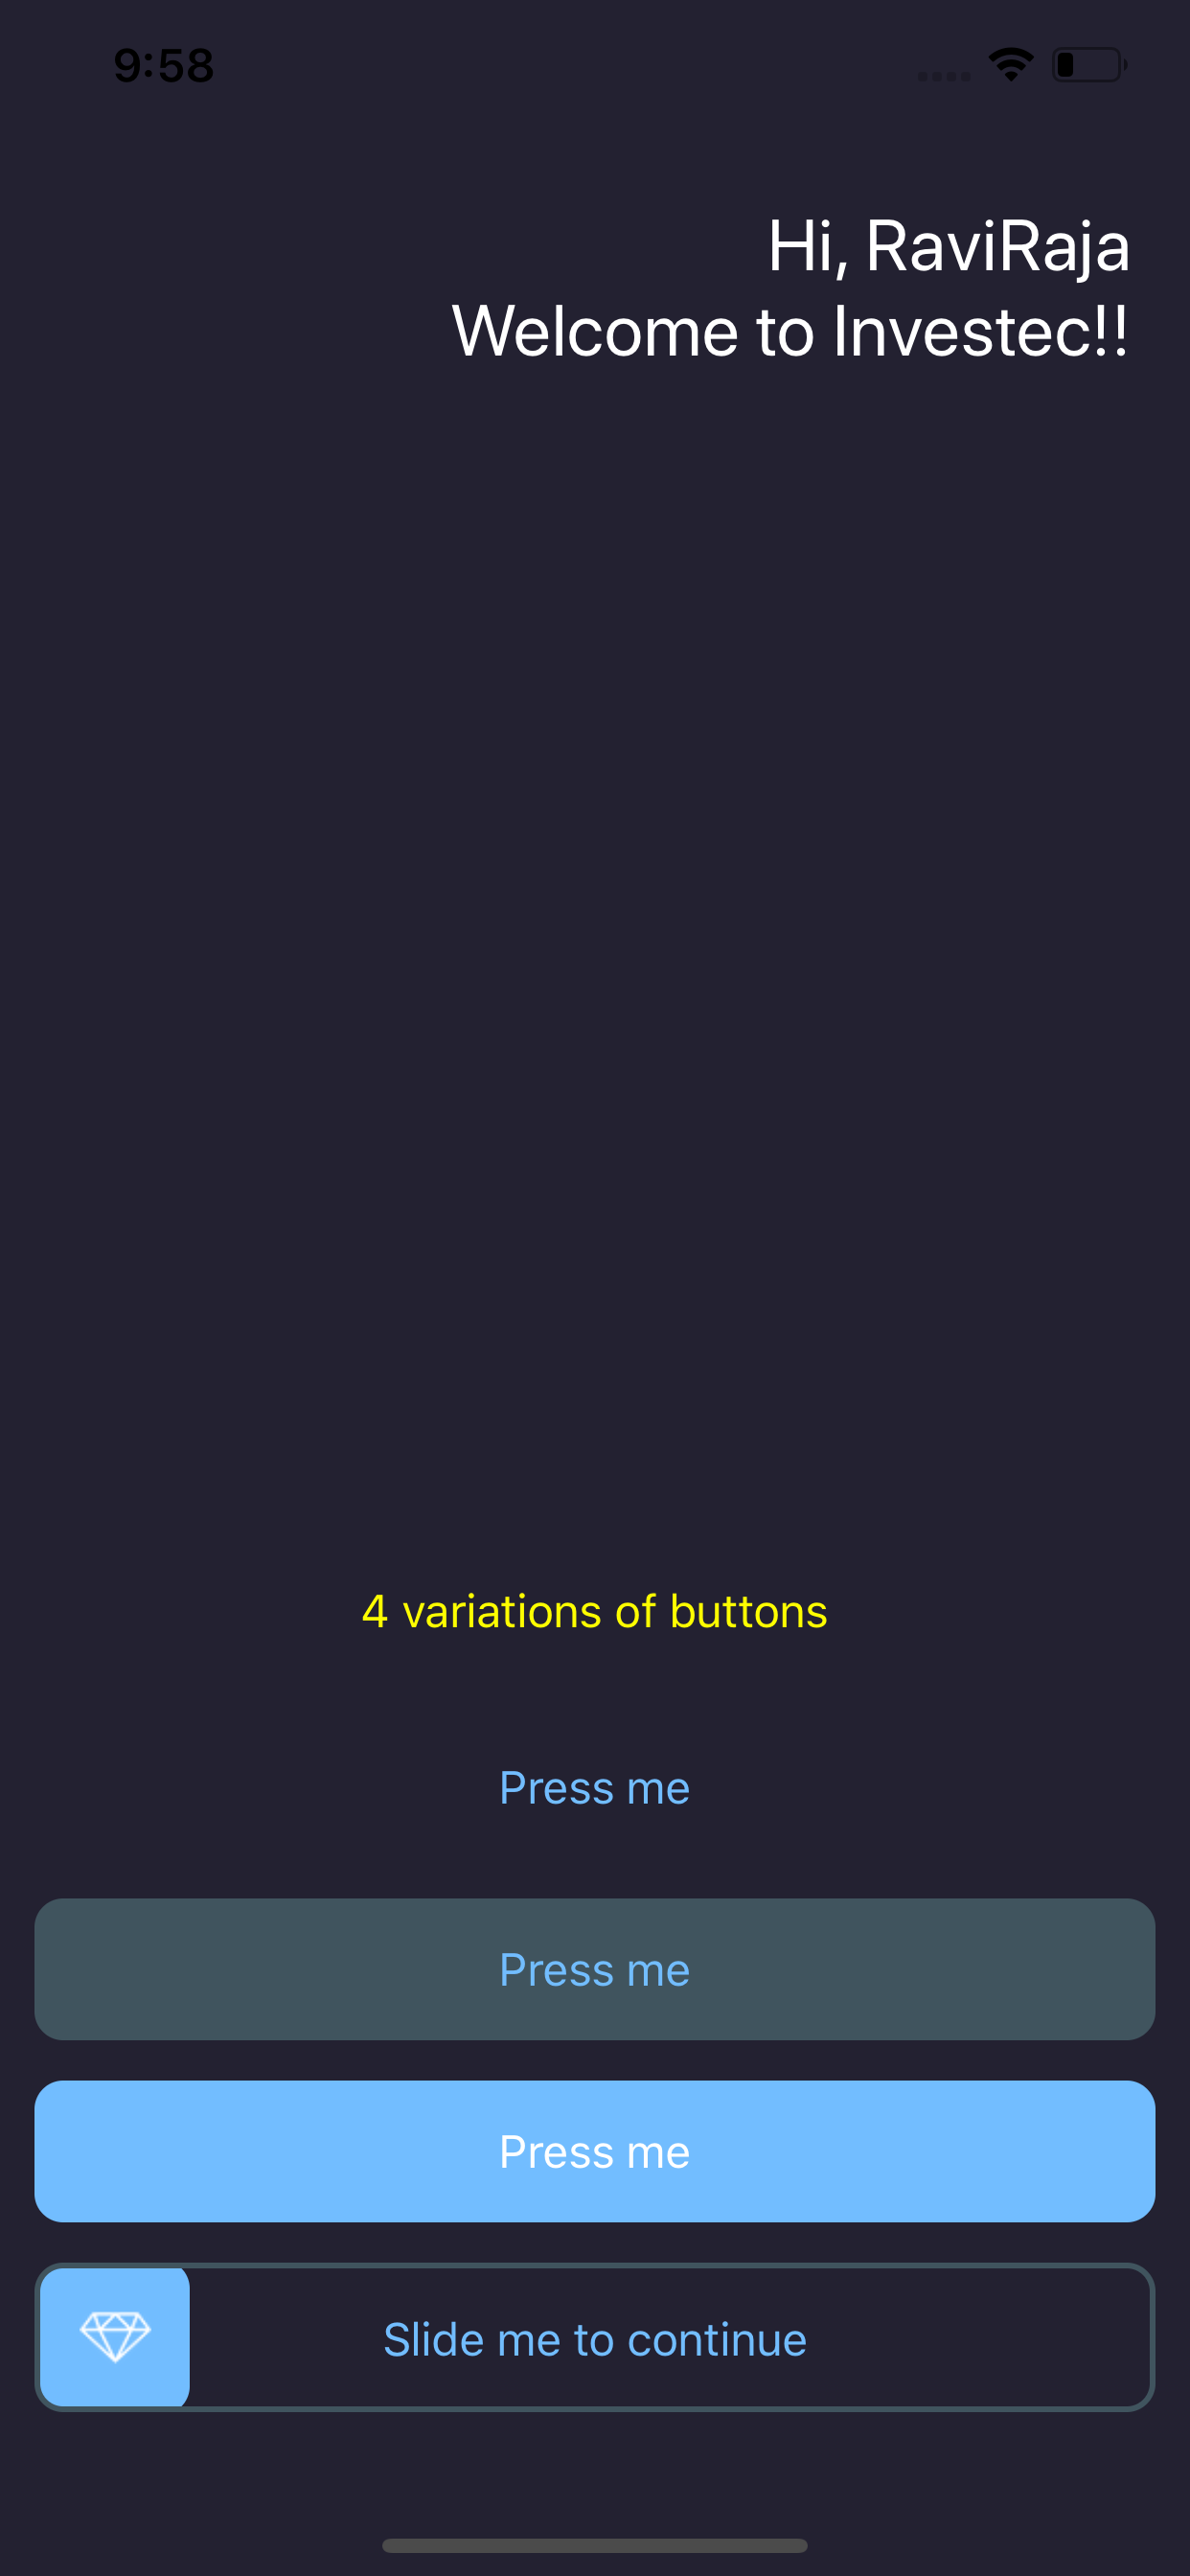 9:58
Hi, RaviRaja
Welcome to Investec!!
4 variations of buttons
Press me
Press me
Press me
Slide me to continue